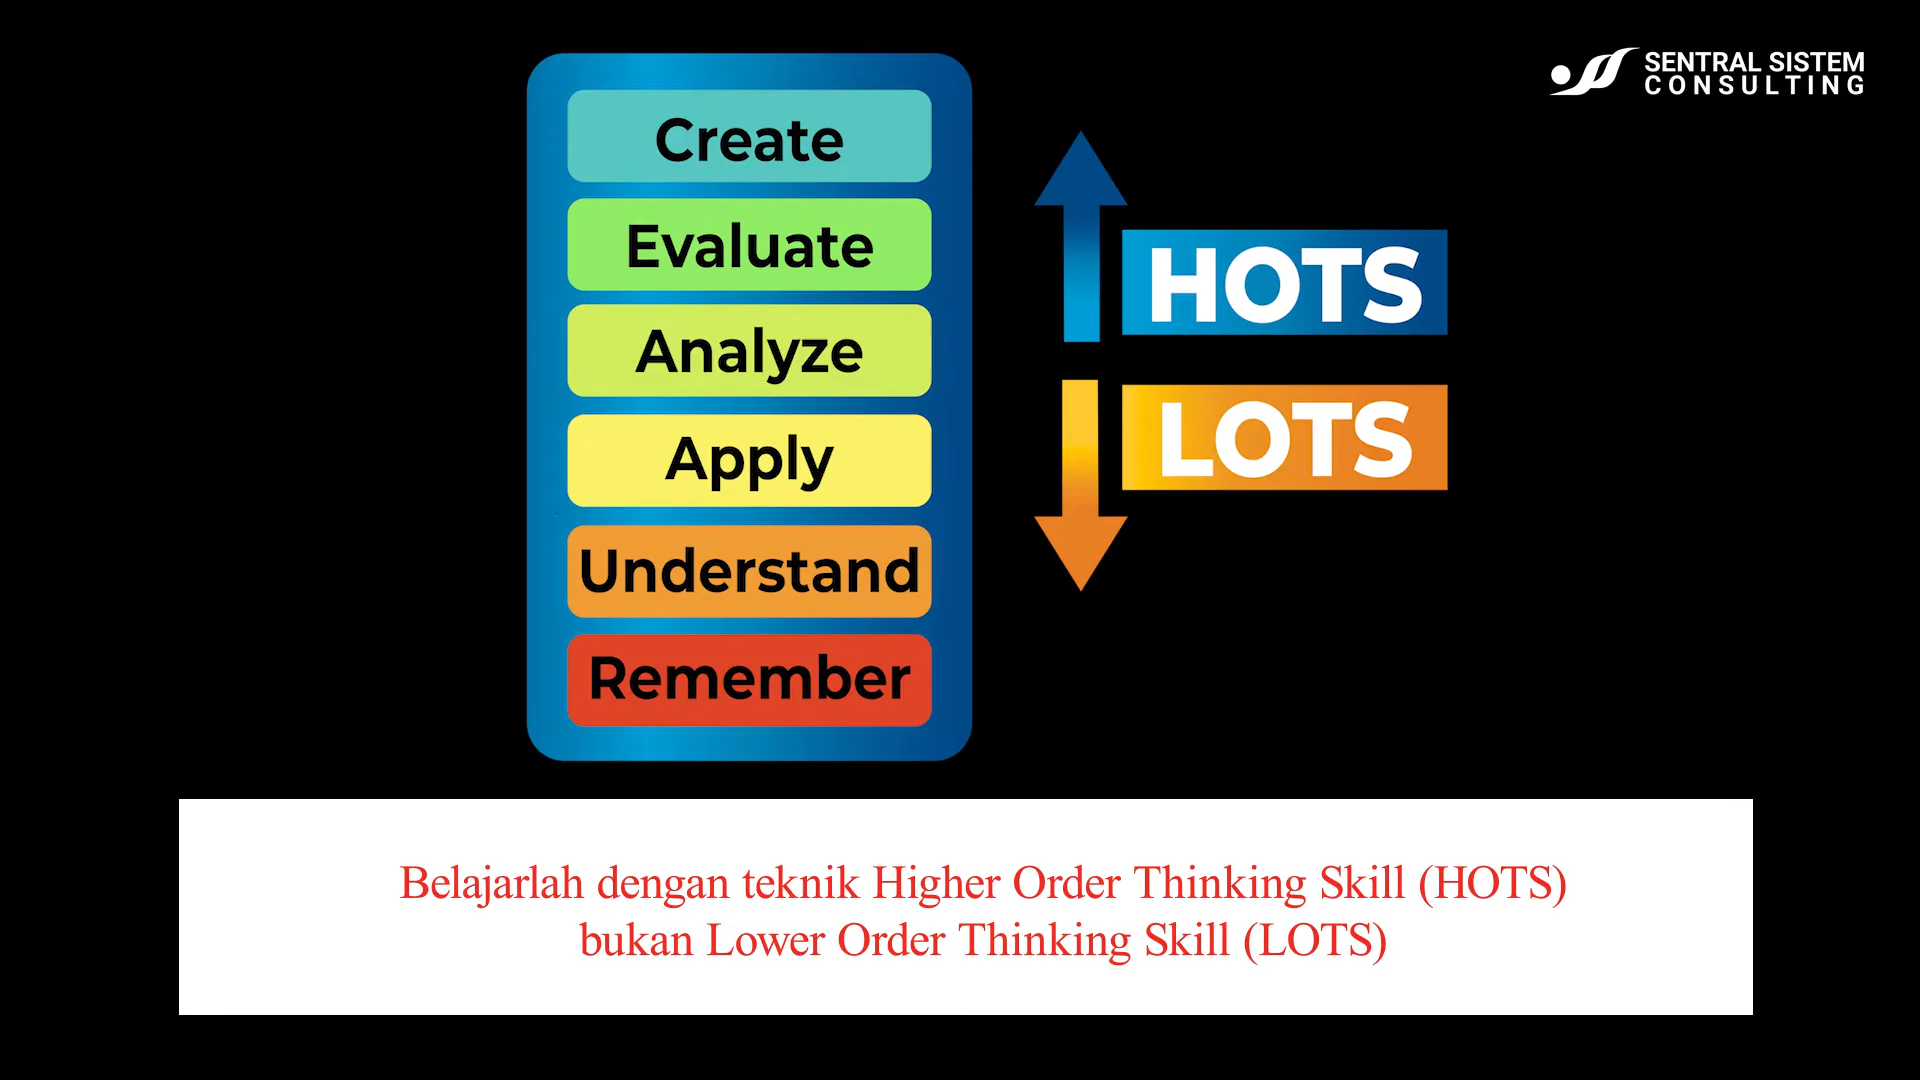 SENTRAL SISTEM
CONSULTING
Create
Evaluate
Analyze
Apply
Understand
Remember
HOTS
LOTS
Belajarlah dengan teknik Higher Order Thinking Skill (HOTS)
bukan Lower Order Thinking Skill (LOTS)